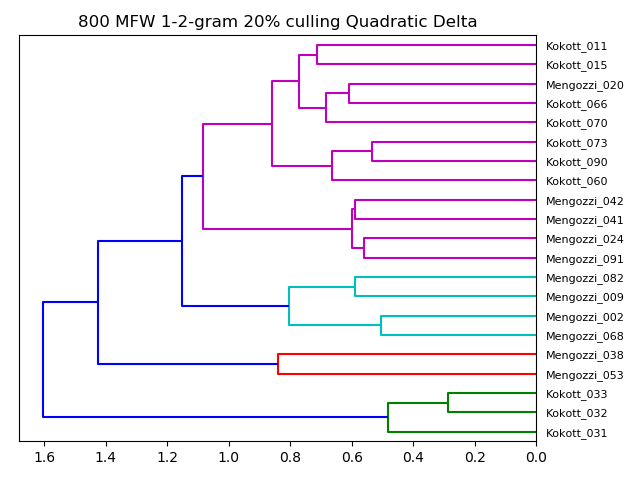 800 MFW 1-2-gram 20% culling Quadratic Delta
Kokott_011
Kokott_015
Mengozzi_020
Kokott_066
Kokott_070
Kokott_073
Kokott_090
Kokott_060
Mengozzi_042
Mengozzi_041
Mengozzi_024
Mengozzi_091
Mengozzi_082
Mengozzi_009
Mengozzi_002
Mengozzi_068
Mengozzi_038
Mengozzi_053
Kokott_033
Kokott_032
Kokott_031
1.6 1.4 1.2 1.0 0.8 0.6 0.4 0.2 0.0